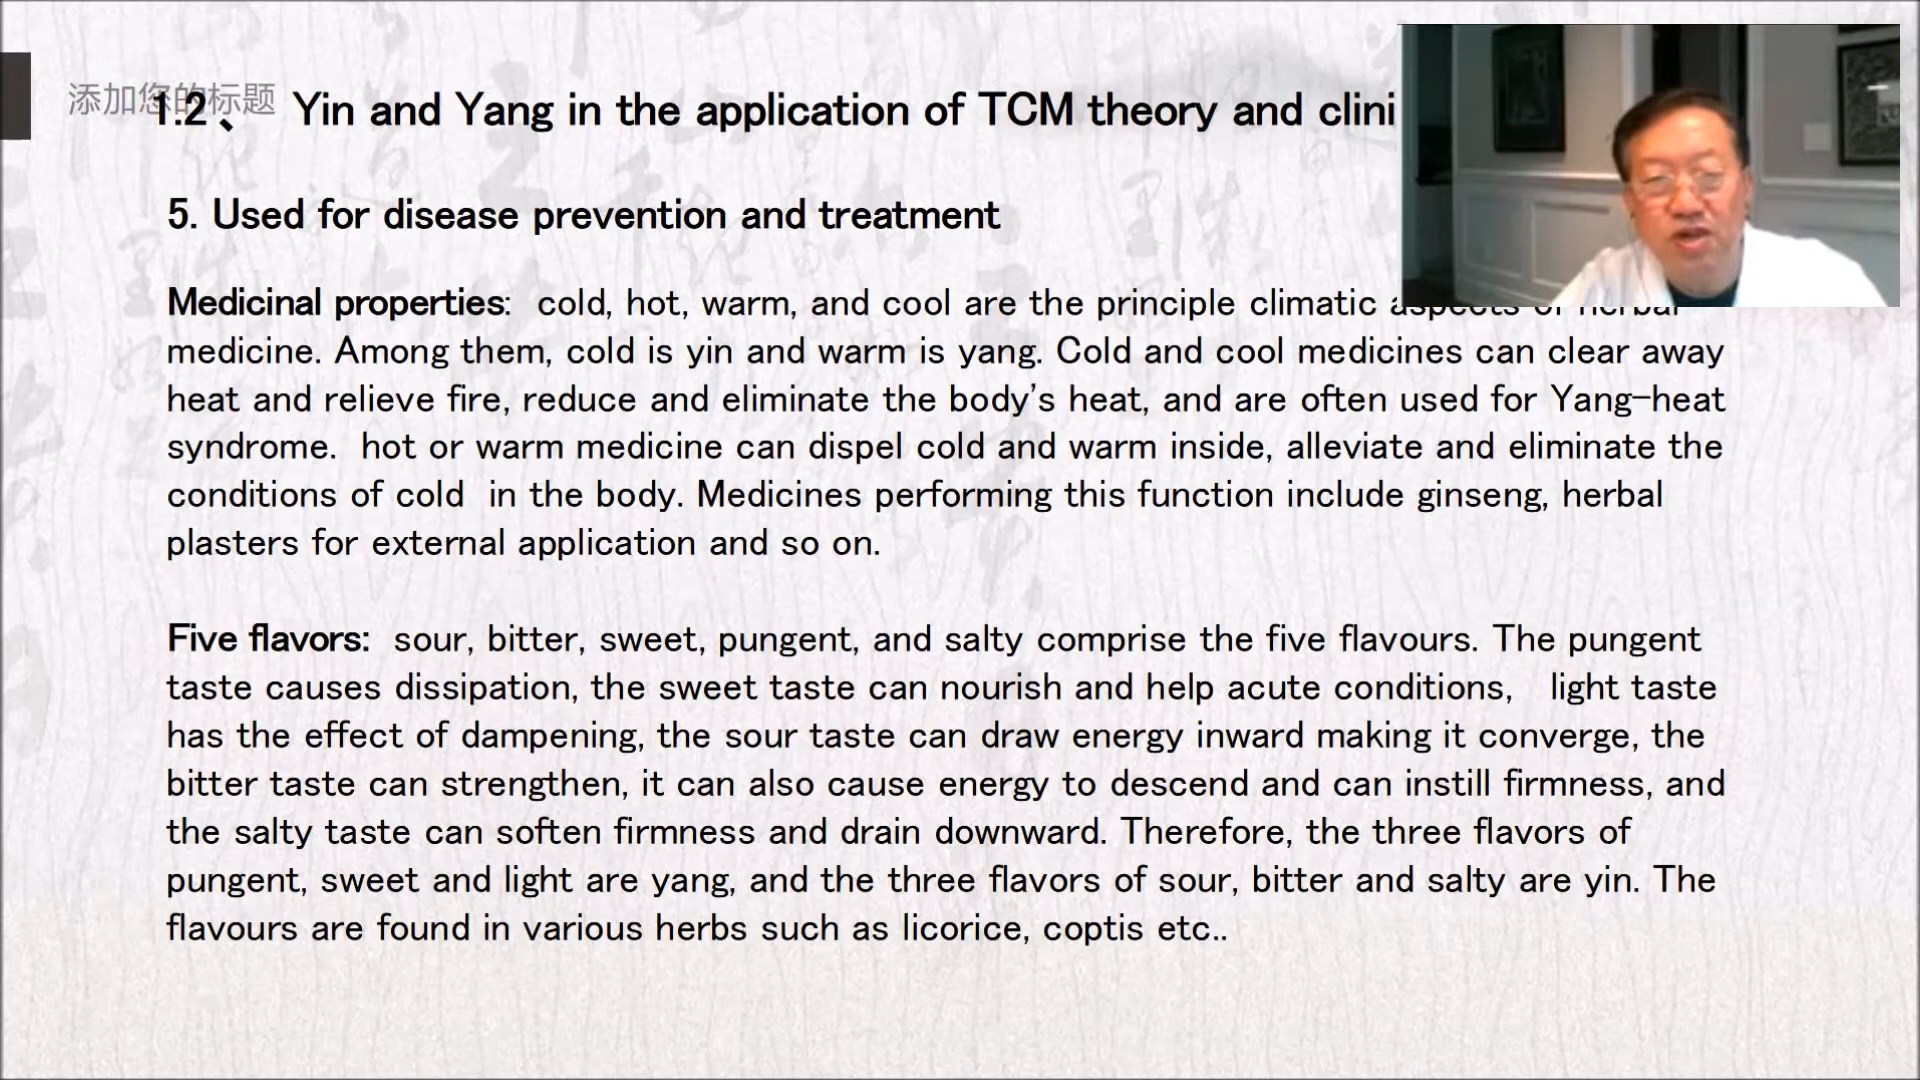 添加您的标题
1.2、 Yin and Yang in the application of TCM theory and clini
5. Used for disease prevention and treatment
Medicinal properties: cold, hot, warm, and cool are the principle climatic aspects of herbal
medicine. Among them, cold is yin and warm is yang. Cold and cool medicines can clear away
heat and relieve fire, reduce and eliminate the body's heat, and are often used for Yang-heat
syndrome. hot or warm medicine can dispel cold and warm inside, alleviate and eliminate the
conditions of cold in the body. Medicines performing this function include ginseng, herbal
plasters for external application and so on.
Five flavors: sour, bitter, sweet, pungent, and salty comprise the five flavours. The pungent
taste causes dissipation, the sweet taste can nourish and help acute conditions, light taste
has the effect of dampening, the sour taste can draw energy inward making it converge, the
bitter taste can strengthen, it can also cause energy to descend and can instill firmness, and
the salty taste can soften firmness and drain downward. Therefore, the three flavors of
pungent, sweet and light are yang, and the three flavors of sour, bitter and salty are yin. The
flavours are found in various herbs such as licorice, coptis etc..